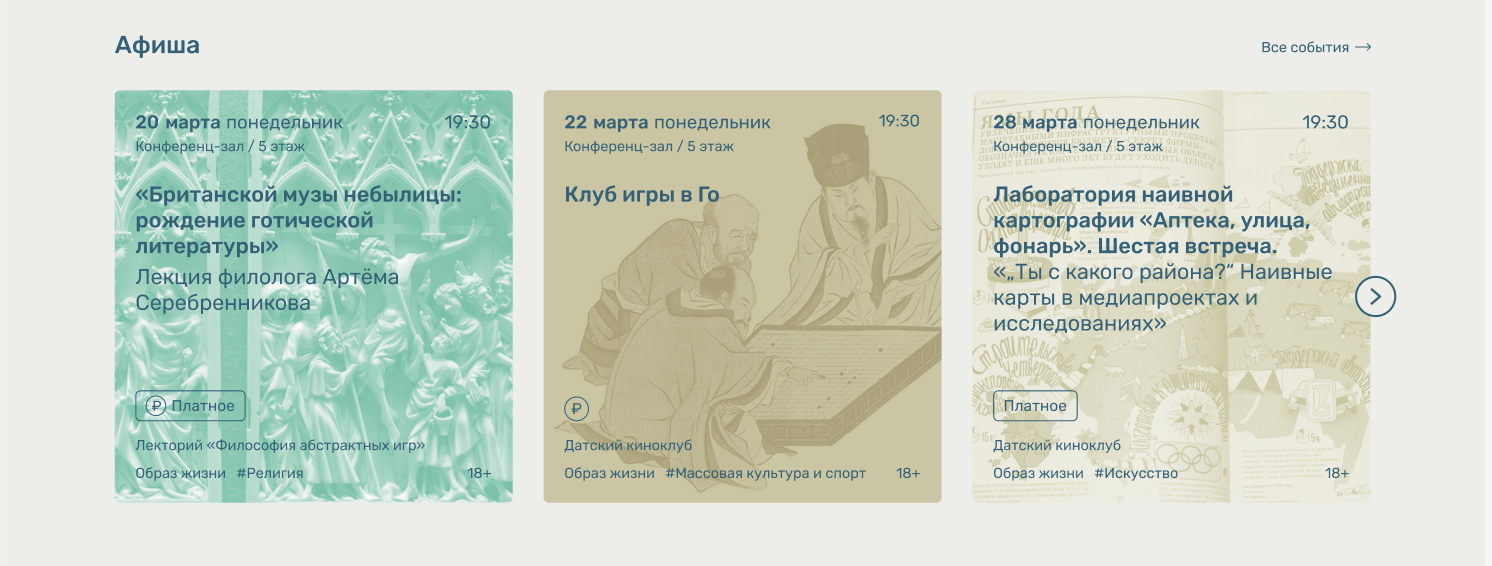 Афиша
Все события →
20 марта понедельник 19:30
Конференц-зал / 5 этаж
«Британской музы небылицы:
рождение готической
литературы»
Лекция филолога Артёма
Серебренникова
₽ Платное
Лекторий «Философия абстрактных игр»
Образ жизни #Религия 18+
22 марта понедельник 19:30
Конференц-зал / 5 этаж
Клуб игры в Го
₽
Датский киноклуб
Образ жизни #Массовая культура и спорт 18+
28 марта понедельник 19:30
Конференц-зал / 5 этаж
Лаборатория наивной
картографии «Аптека, улица,
фонарь». Шестая встреча.
«„Ты с какого района?“ Наивные
карты в медиапроектах и
исследованиях»
Платное
Датский киноклуб
Образ жизни #Искусство 18+